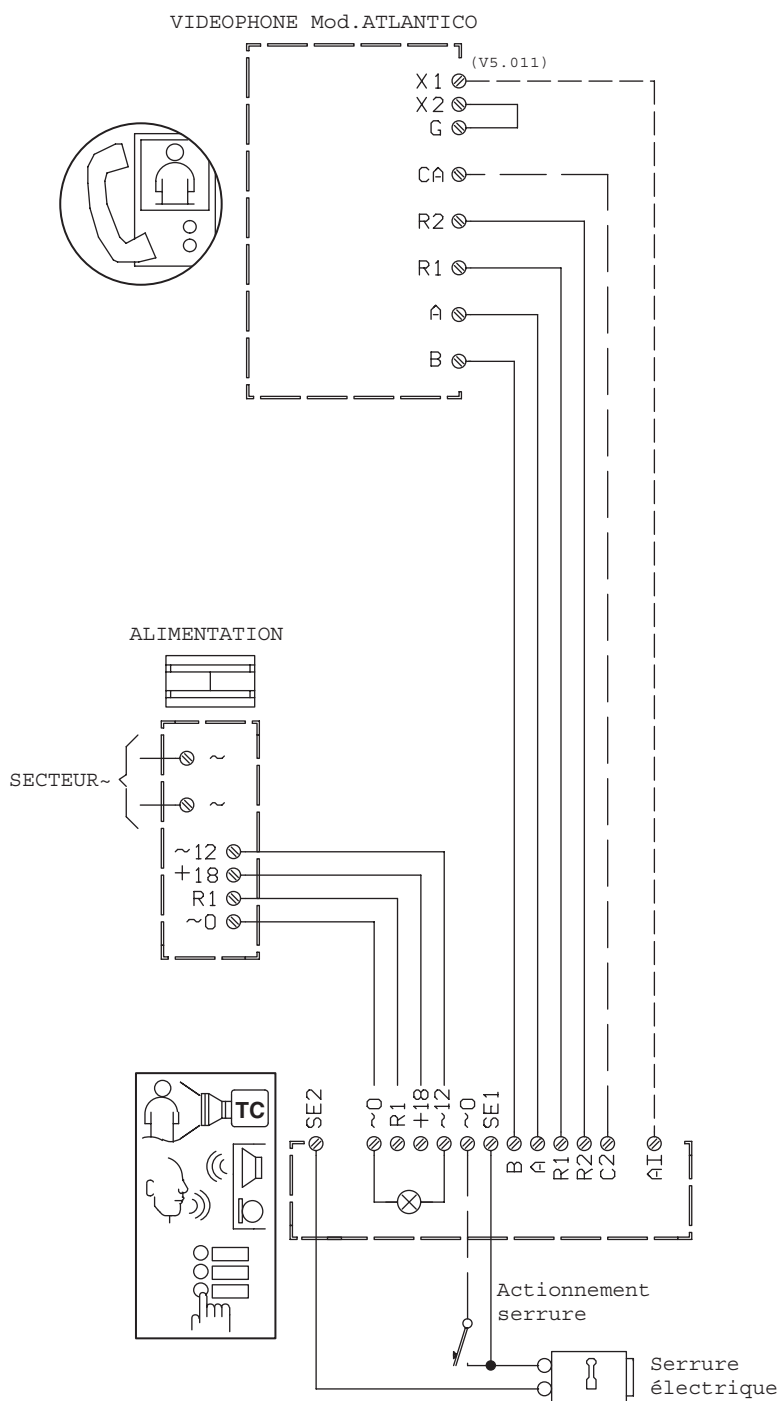 VIDEOPHONE Mod.ATLANTICO
(V5.011)
X1
X2
G
CA
R2
R1
A
B
ALIMENTATION
SECTEUR~
~
~
~12
+18
R1
~0
TC
SE2
~0
R1
+18
~12
~0
SE1
B
A
R1
R2
C2
AI
Actionnement
serrure
Serrure
électrique